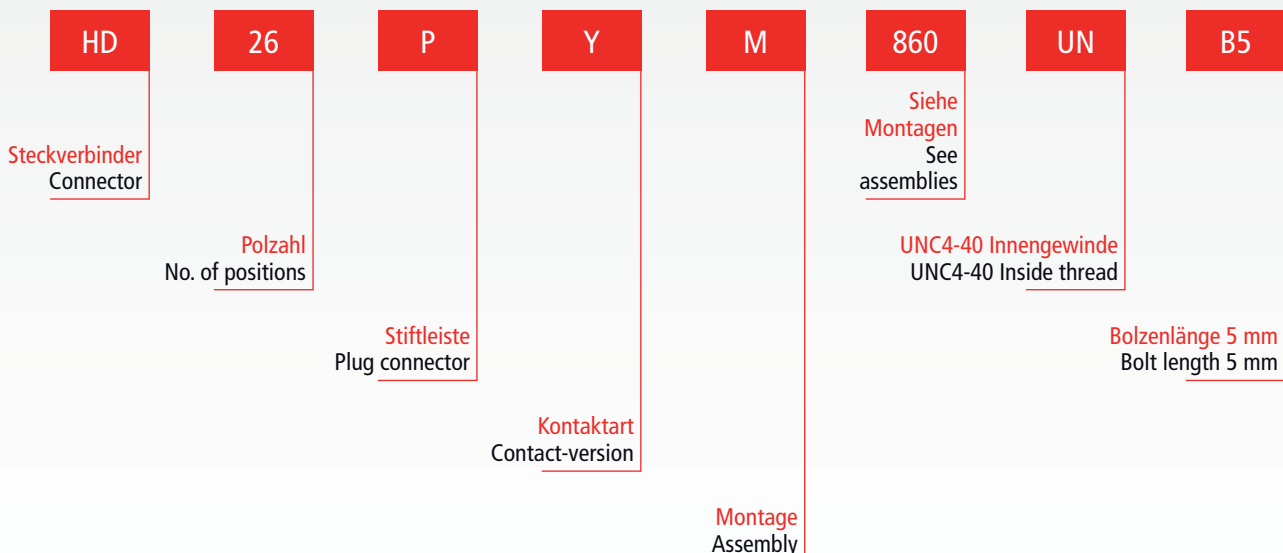 HD 26 P Y M 860 UN B5
Siehe
Montagen
See
assemblies
Steckverbinder
Connector
Polzahl
No. of positions
UNC4-40 Innengewinde
UNC4-40 Inside thread
Stiftleiste
Plug connector
Bolzenlänge 5 mm
Bolt length 5 mm
Kontaktart
Contact-version
Montage
Assembly